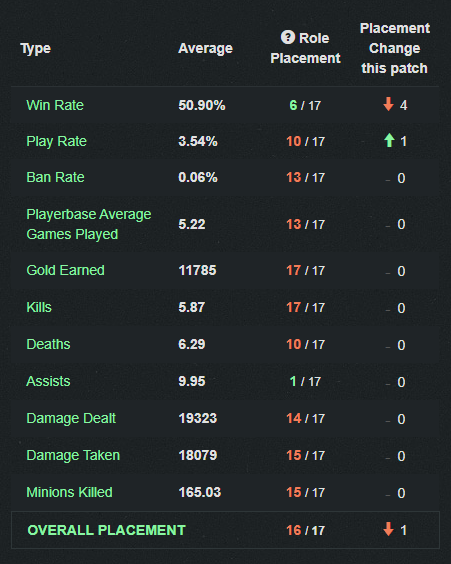 Type Average ? Role Placement Placement Change this patch
Win Rate 50.90% 6 / 17 4
Play Rate 3.54% 10 / 17 1
Ban Rate 0.06% 13 / 17 - 0
Playerbase Average
Games Played 5.22 13 / 17 - 0
Gold Earned 11785 17 / 17 - 0
Kills 5.87 17 / 17 - 0
Deaths 6.29 10 / 17 - 0
Assists 9.95 1 / 17 - 0
Damage Dealt 19323 14 / 17 - 0
Damage Taken 18079 15 / 17 - 0
Minions Killed 165.03 15 / 17 - 0
OVERALL PLACEMENT 16 / 17 1